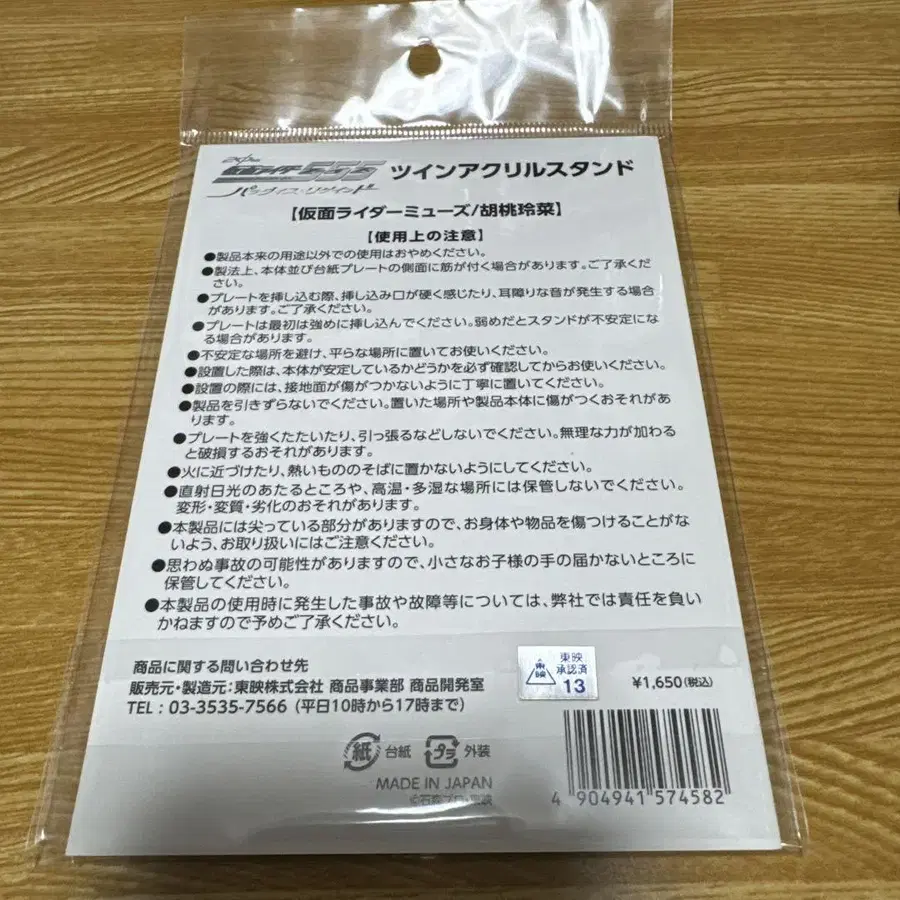 仮面ライダー555 ツインアクリルスタンド
パラダイス・リゲインド
【仮面ライダーミューズ/胡桃玲菜】
【使用上の注意】
●製品本来の用途以外での使用はおやめください。
●製法上、本体並び台紙プレートの側面に筋が付く場合があります。ご了承くだ
さい。
●プレートを挿し込む際、挿し込み口が硬く感じたり、耳障りな音が発生する場合
があります。ご了承ください。
●プレートは最初は強めに挿し込んでください。弱めだとスタンドが不安定にな
る場合があります。
●不安定な場所を避け、平らな場所に置いてお使いください。
●設置した際は、本体が安定しているかどうかを必ず確認してからお使いください。
●設置の際には、接地面が傷がつかないように丁寧に置いてください。
●製品を引きずらないでください。置いた場所や製品本体に傷がつくおそれがあ
ります。
●プレートを強くたたいたり、引っ張るなどしないでください。無理な力が加わる
と破損するおそれがあります。
●火に近づけたり、熱いもののそばに置かないようにしてください。
●直射日光のあたるところや、高温・多湿な場所には保管しないでください。
変形・変質・劣化のおそれがあります。
●本製品には尖っている部分がありますので、お身体や物品を傷つけることがな
いよう、お取り扱いにはご注意ください。
●思わぬ事故の可能性がありますので、小さなお子様の手の届かないところに
保管してください。
●本製品の使用時に発生した事故や故障等については、弊社では責任を負い
かねますので予めご了承ください。
商品に関する問い合わせ先
販売元・製造元:東映株式会社 商品事業部 商品開発室
TEL : 03-3535-7566 (平日10時から17時まで)
東映
東映
承認済
13
¥1,650(税込)
紙 台紙 プラ 外装
MADE IN JAPAN
©石森プロ・東映
4 904941 574582